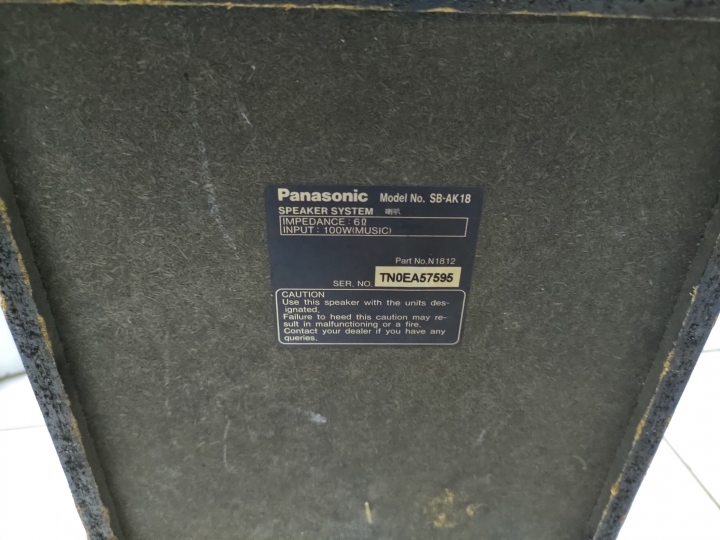 Panasonic Model No. SB-AK18
SPEAKER SYSTEM 喇叭
IMPEDANCE : 6Ω
INPUT : 100W(MUSIC)
Part No.N1812
SER. NO. TN0EA57595
CAUTION
Use this speaker with the units des-
ignated.
Failure to heed this caution may re-
sult in malfunctioning or a fire.
Contact your dealer if you have any
queries.